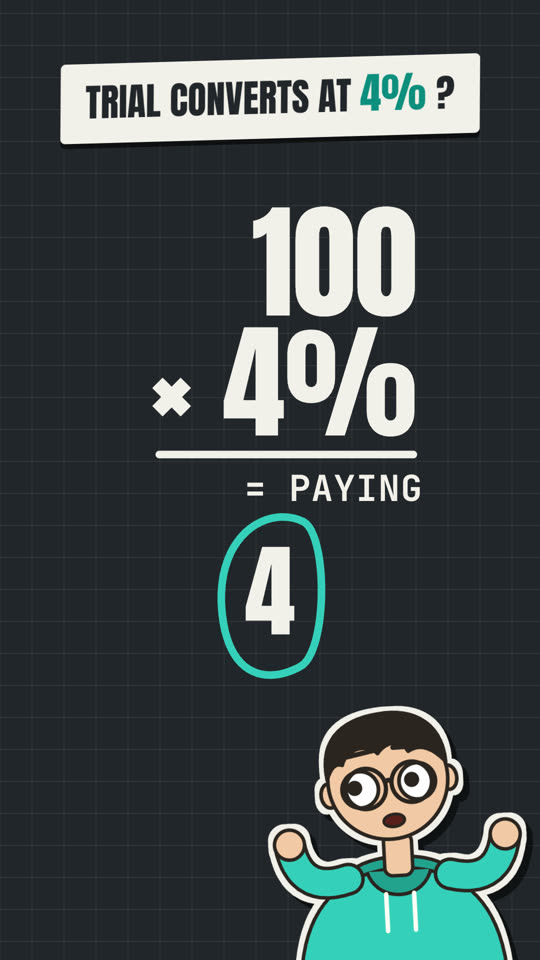 TRIAL CONVERTS AT 4% ?
100
× 4%
= PAYING
4